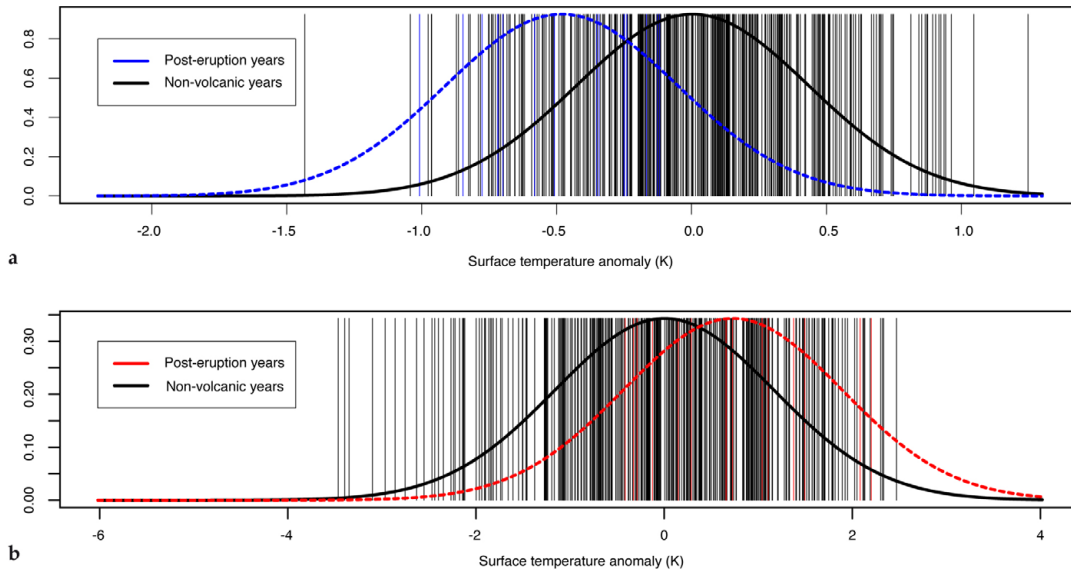 0.8
0.6
0.4
0.2
0.0
Post-eruption years
Non-volcanic years
-2.0 -1.5 -1.0 -0.5 0.0 0.5 1.0
a
Surface temperature anomaly (K)
0.30
0.20
0.10
0.00
Post-eruption years
Non-volcanic years
-6 -4 -2 0 2 4
b
Surface temperature anomaly (K)